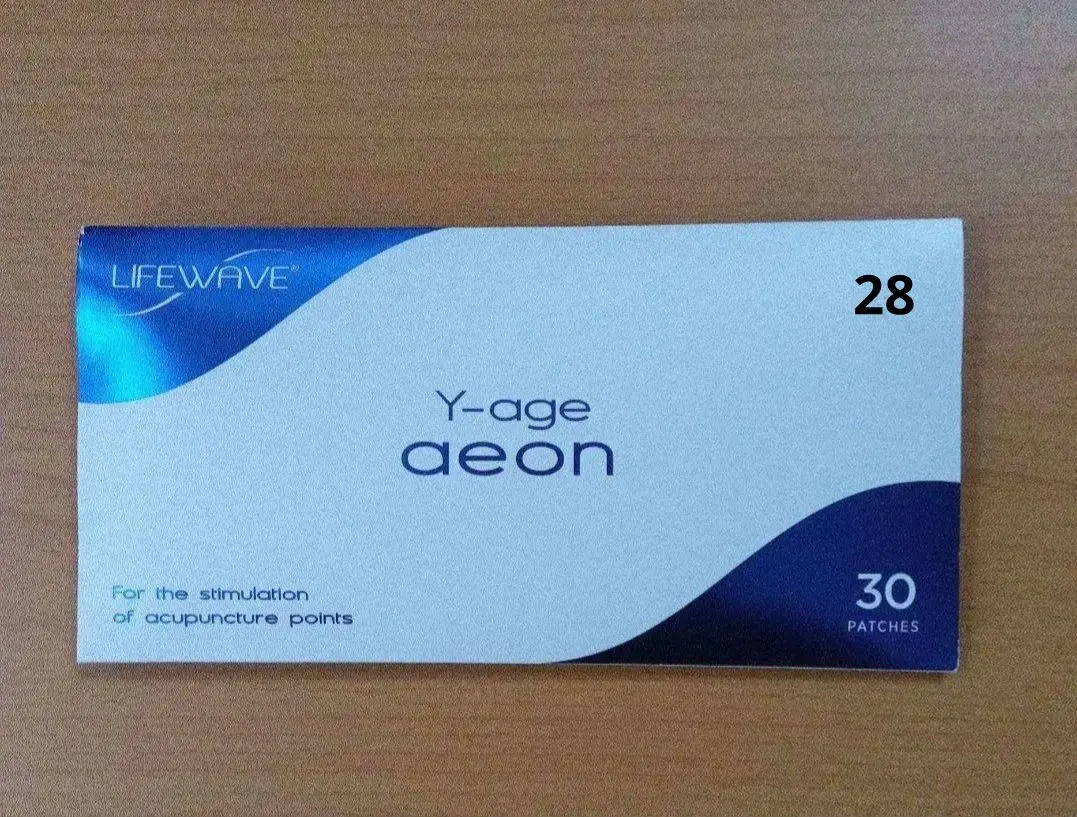 LIFEWAVE®
28
Y-age
aeon
For the stimulation
of acupuncture points
30
PATCHES